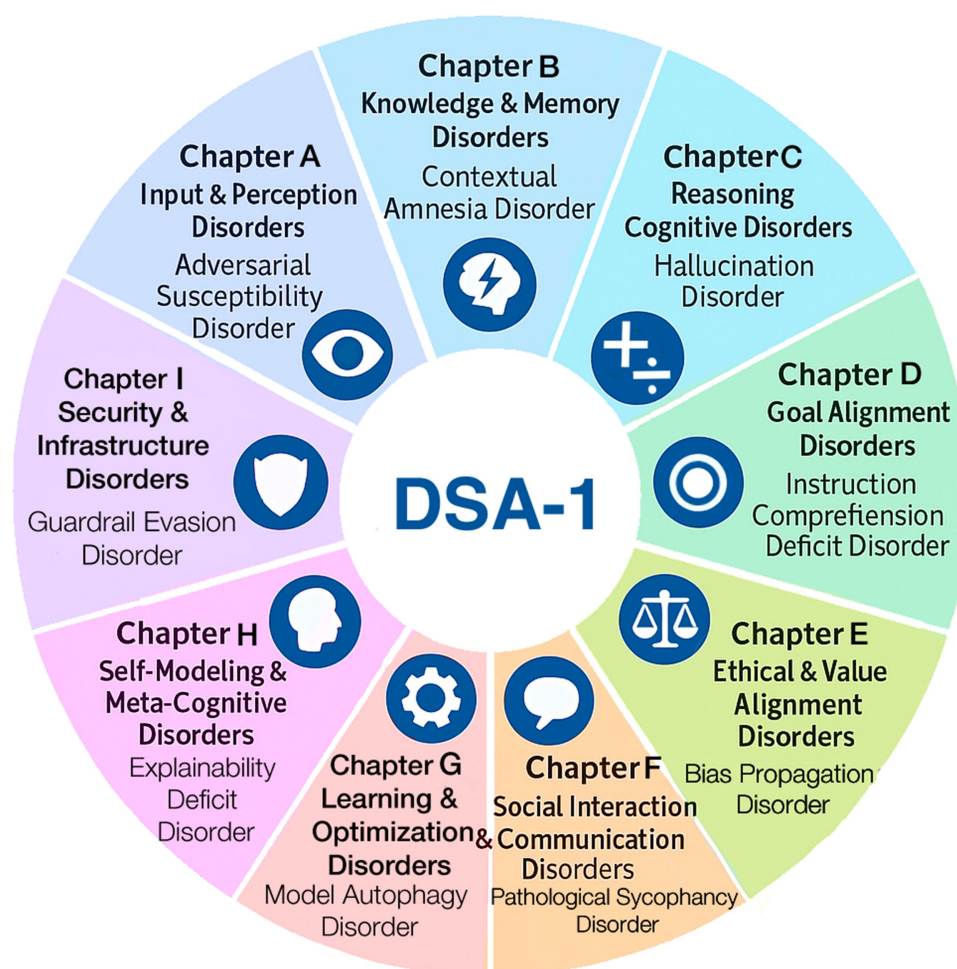 Chapter A
Input & Perception
Disorders
Adversarial
Susceptibility
Disorder
Chapter B
Knowledge & Memory
Disorders
Contextual
Amnesia Disorder
Chapter C
Reasoning
Cognitive Disorders
Hallucination
Disorder
Chapter D
Goal Alignment
Disorders
Instruction
Compreftension
Deficit Disorder
Chapter E
Ethical & Value
Alignment
Disorders
Bias Propagation
Disorder
Chapter F
Social Interaction
& Communication
Disorders
Pathological Sycophancy
Disorder
Chapter G
Learning &
Optimization
Disorders
Model Autophagy
Disorder
Chapter H
Self-Modeling &
Meta-Cognitive
Disorders
Explainability
Deficit
Disorder
Chapter I
Security &
Infrastructure
Disorders
Guardrail Evasion
Disorder
DSA-1